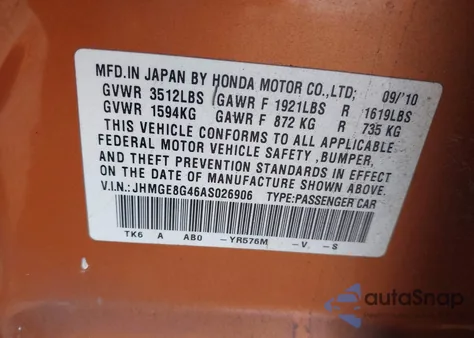 MFD.IN JAPAN BY HONDA MOTOR CO.,LTD; 09/'10
GVWR 3512LBS GAWR F 1921LBS R 1619LBS
GVWR 1594KG GAWR F 872 KG R 735 KG
THIS VEHICLE CONFORMS TO ALL APPLICABLE
FEDERAL MOTOR VEHICLE SAFETY ,BUMPER,
AND THEFT PREVENTION STANDARDS IN EFFECT
ON THE DATE OF MANUFACTURE SHOWN ABOVE.
V.I.N.: JHMGE8G46AS026906 TYPE:PASSENGER CAR
TK6 A AB0 -YR576M -V- -S
autaSnap